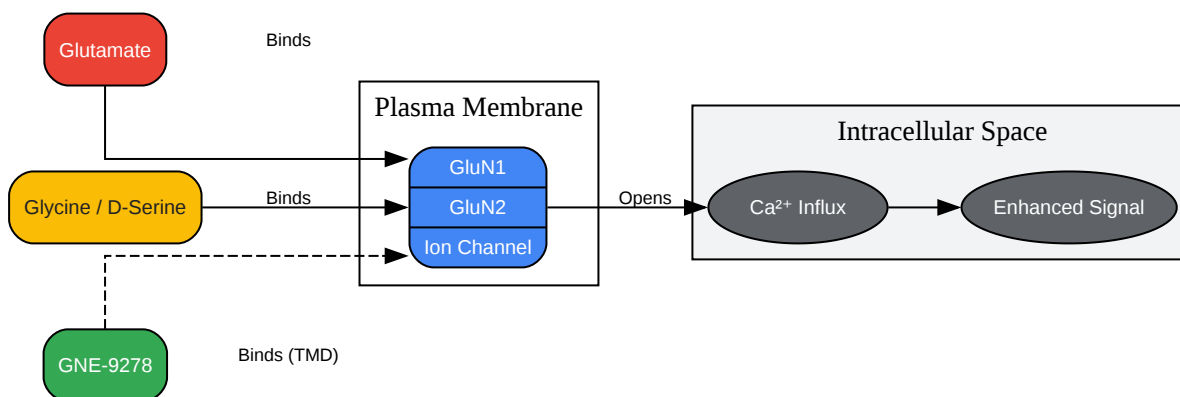 Glutamate
Binds
Plasma Membrane
Intracellular Space
GluN1
Glycine / D-Serine
Binds
GluN2
Opens
Ca²⁺ Influx
Enhanced Signal
Ion Channel
GNE-9278
Binds (TMD)